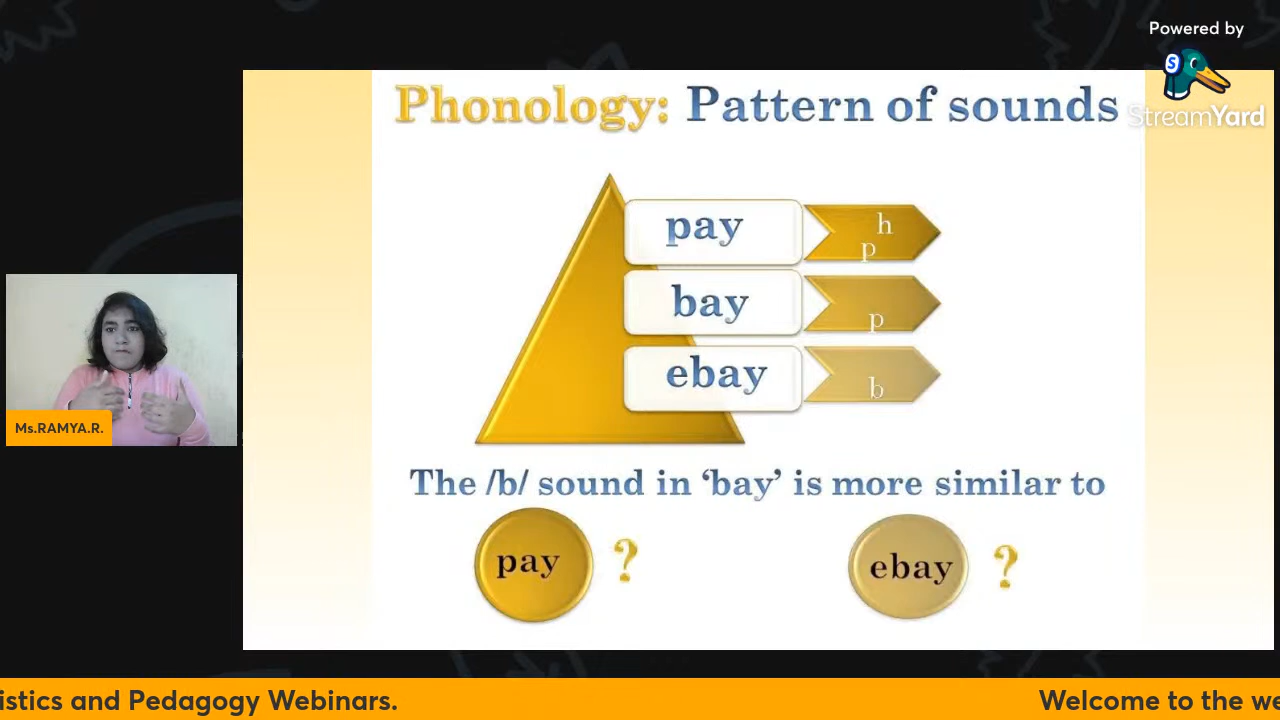 Powered by
StreamYard
Phonology: Pattern of sounds
pay
h
p
bay
p
ebay
b
The /b/ sound in ‘bay’ is more similar to
pay ?
ebay ?
Ms.RAMYA.R.
istics and Pedagogy Webinars.
Welcome to the we